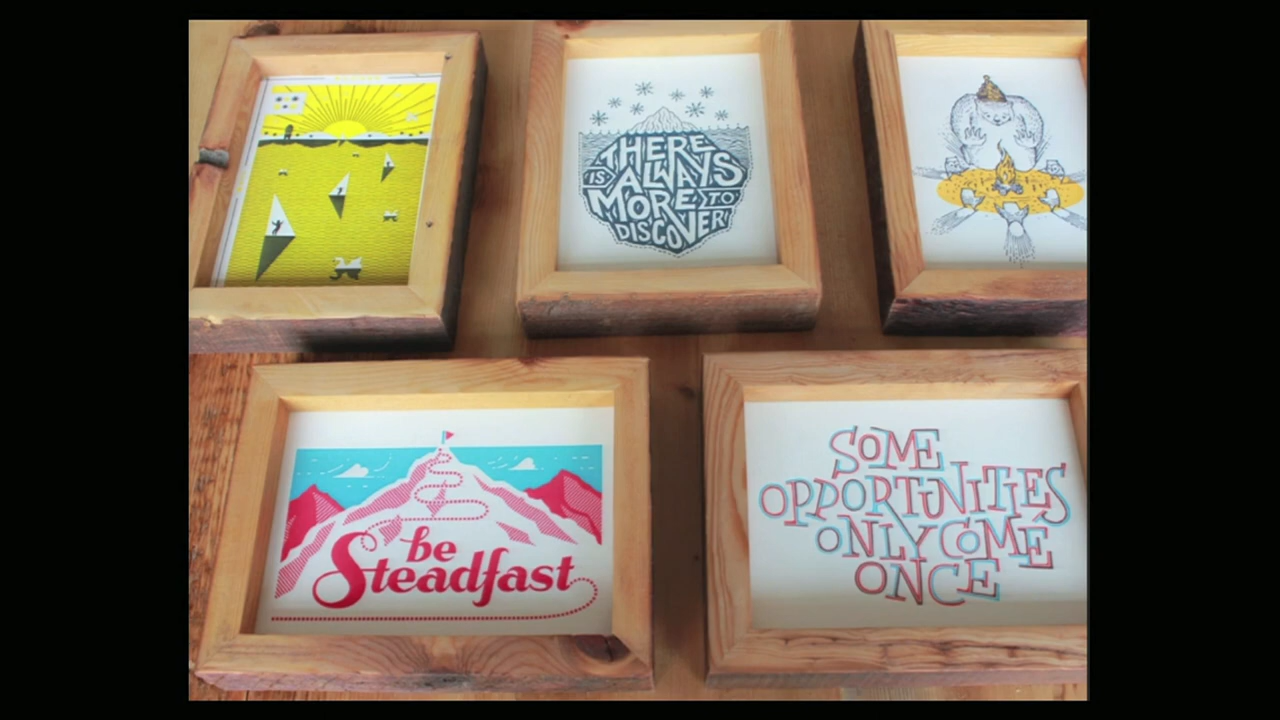 THERE
IS ALWAYS
MORE TO
DISCOVER!
be
Steadfast
SOME
OPPORTUNITIES
ONLY COME
ONCE